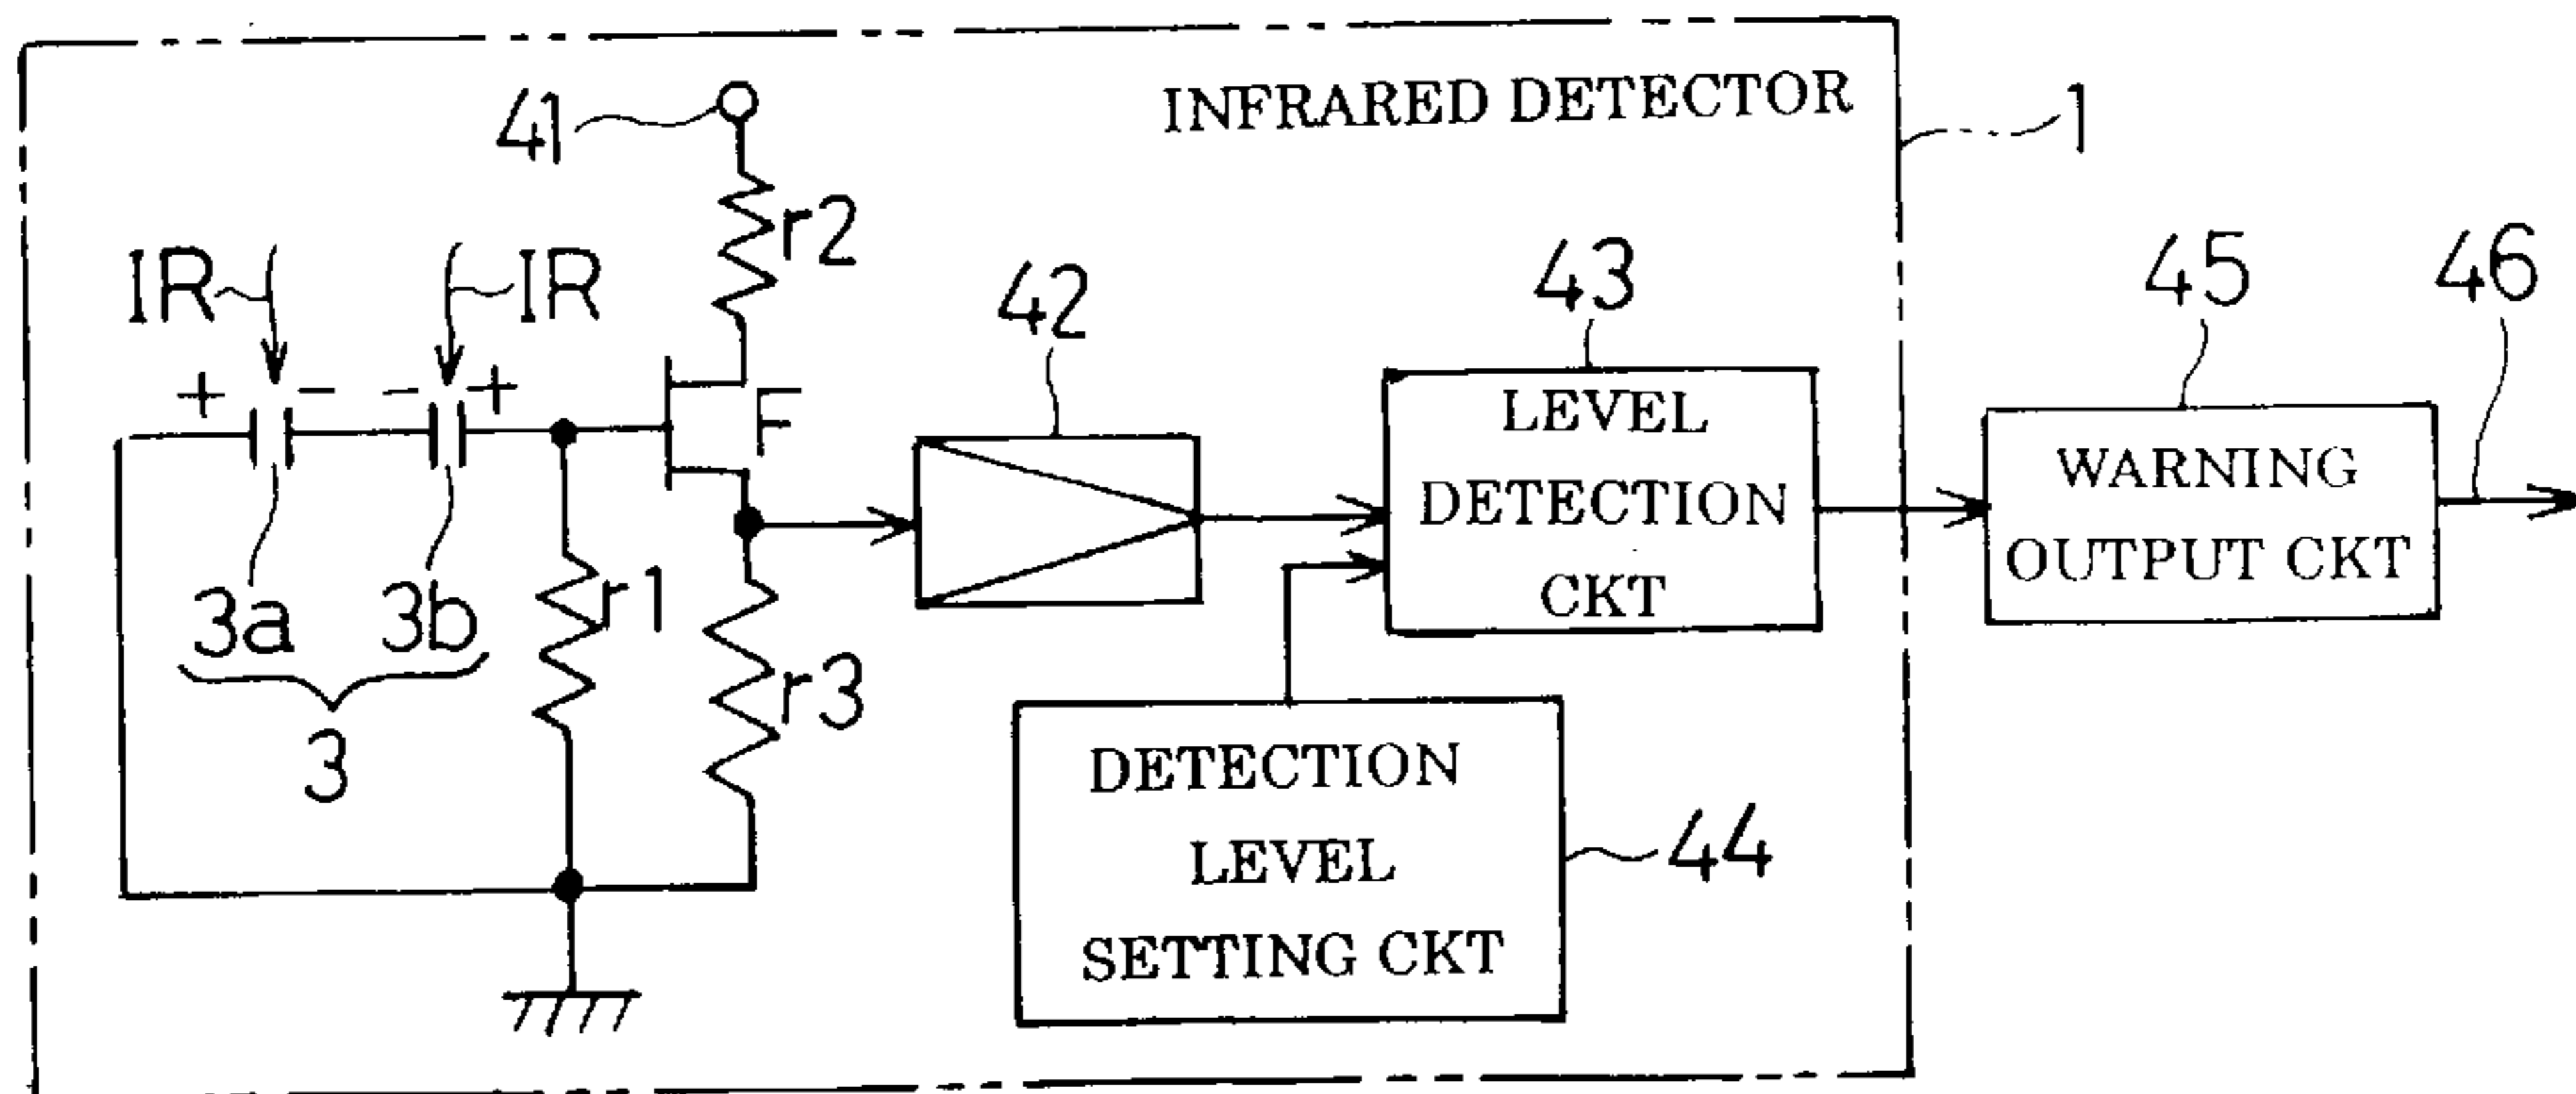 INFRARED DETECTOR
1
41
r2
IR
IR
42
43
45
46
+ - - +
F
LEVEL
DETECTION
CKT
WARNING
OUTPUT CKT
3a
3b
r1
r3
3
DETECTION
LEVEL
SETTING CKT
44